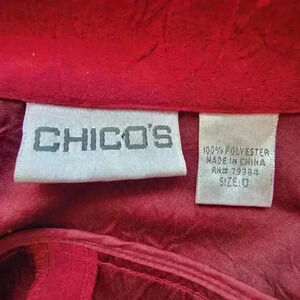 CHICO'S
100% POLYESTER
MADE IN CHINA
RN# 79984
SIZE: 0